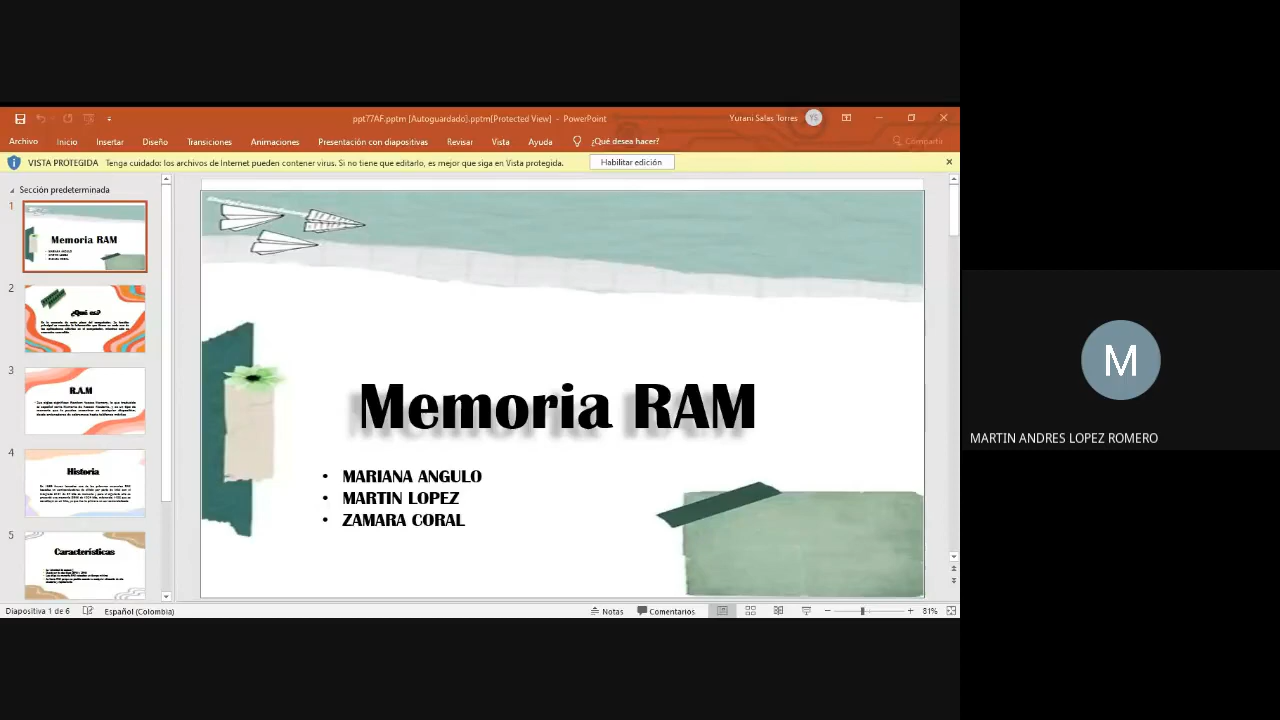 ppt77AF.pptm [Autoguardado].pptm[Protected View] - PowerPoint
Yurani Salas Torres
YS
Archivo Inicio Insertar Diseño Transiciones Animaciones Presentación con diapositivas Revisar Vista Ayuda ¿Qué desea hacer? Compartir
VISTA PROTEGIDA Tenga cuidado: los archivos de Internet pueden contener virus. Si no tiene que editarlo, es mejor que siga en Vista protegida. Habilitar edición
Sección predeterminada
1
Memoria RAM
2
¿Qué es?
3
R.A.M
4
Historia
5
Características
Memoria RAM
• MARIANA ANGULO
• MARTIN LOPEZ
• ZAMARA CORAL
M
MARTIN ANDRES LOPEZ ROMERO
Diapositiva 1 de 6 Español (Colombia) Notas Comentarios 81%